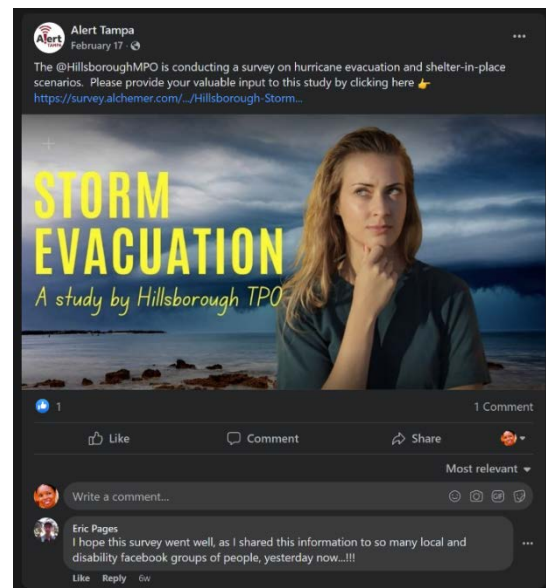 Alert Tampa
February 17 ·
Alert
TAMPA
The @HillsboroughMPO is conducting a survey on hurricane evacuation and shelter-in-place
scenarios. Please provide your valuable input to this study by clicking here 👉
https://survey.alchemer.com/.../Hillsborough-Storm...
STORM
EVACUATION
A study by Hillsborough TPO
1
1 Comment
Like Comment Share
Most relevant
Write a comment...
GIF
Eric Pages
I hope this survey went well, as I shared this information to so many local and
disability facebook groups of people, yesterday now...!!!
Like Reply 6w